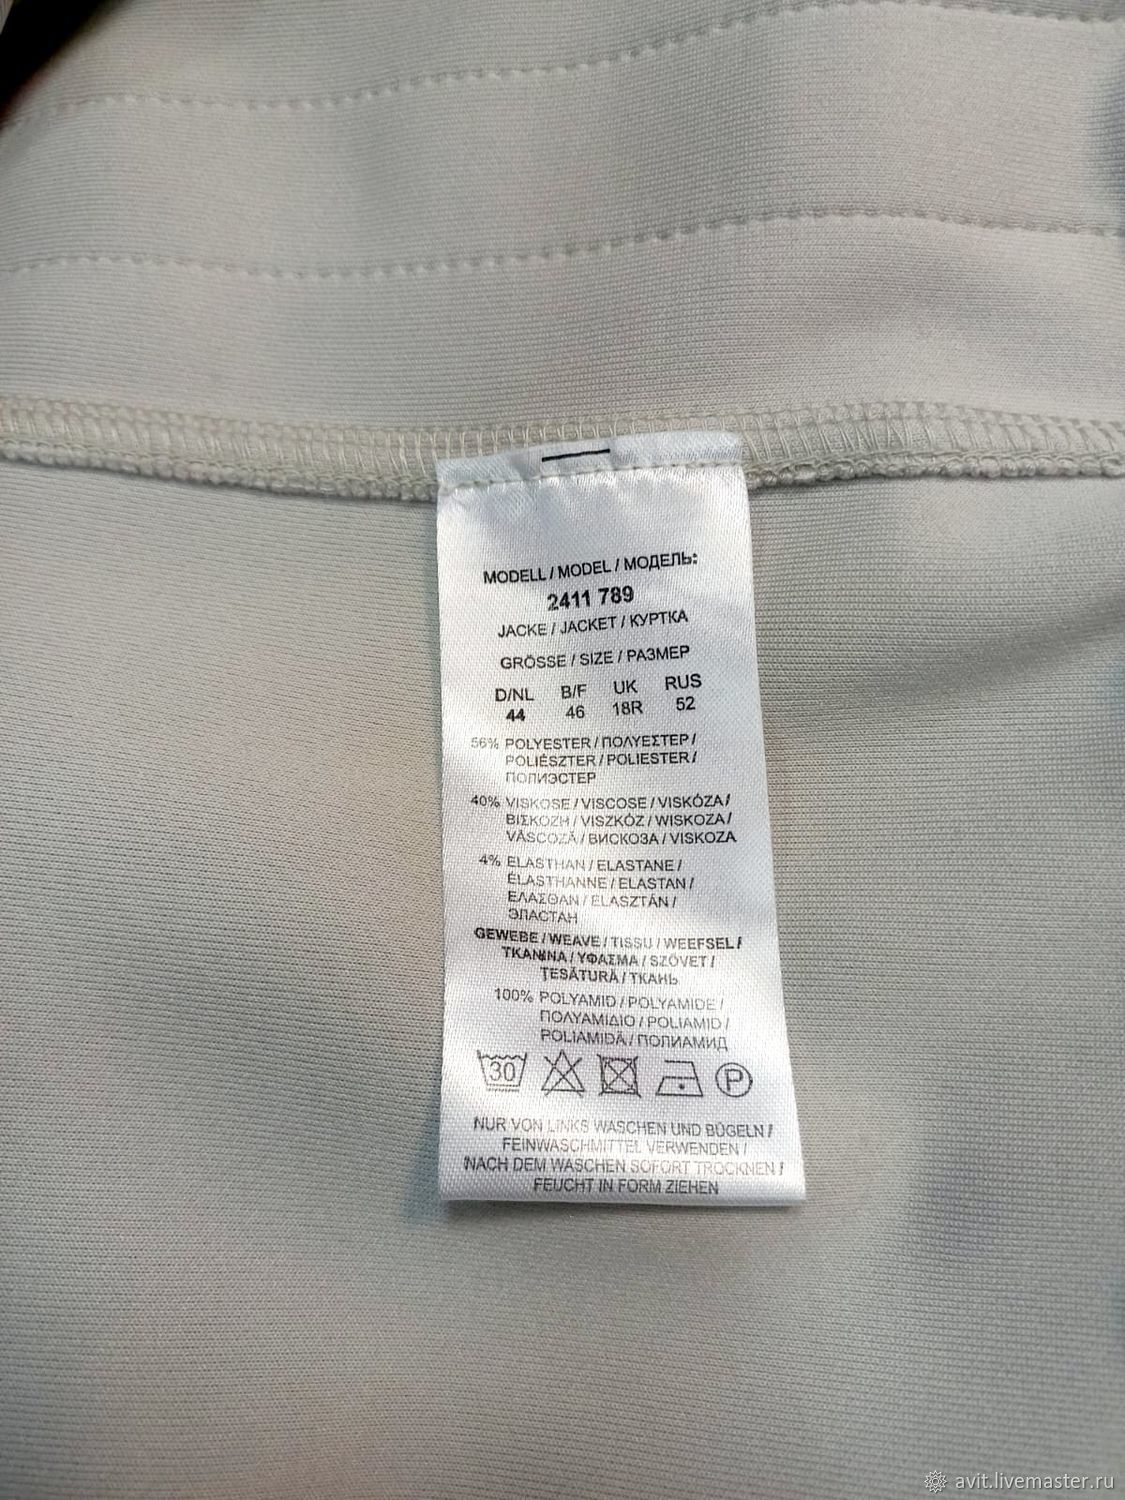 MODELL / MODEL / МОДЕЛЬ:
2411 789
JACKE / JACKET / КУРТКА
GRÖSSE / SIZE / РАЗМЕР
D/NL B/F UK RUS
44 46 18R 52
56% POLYESTER / ΠΟΛΥΕΣΤΕΡ /
POLIÉSZTER / POLIESTER /
ПОЛИЭСТЕР
40% VISKOSE / VISCOSE / VISKÓZA /
ΒΙΣΚΟΖΗ / VISZKÓZ / WISKOZA /
VÂSCOZĂ / ВИСКОЗА / VISKOZA
4% ELASTHAN / ELASTANE /
ÉLASTHANNE / ELASTAN /
ΕΛΑΣΘΑΝ / ELASZTÁN /
ЭЛАСТАН
GEWEBE / WEAVE / TISSU / WEEFSEL /
TKANINA / ΥΦΑΣΜΑ / SZÖVET /
ȚESĂTURĂ / ТКАНЬ
100% POLYAMID / POLYAMIDE /
ΠΟΛΥΑΜΙΔΙΟ / POLIAMID /
POLIAMIDĂ / ПОЛИАМИД
30 P
NUR VON LINKS WASCHEN UND BÜGELN /
FEINWASCHMITTEL VERWENDEN /
NACH DEM WASCHEN SOFORT TROCKNEN /
FEUCHT IN FORM ZIEHEN
avit.livemaster.ru